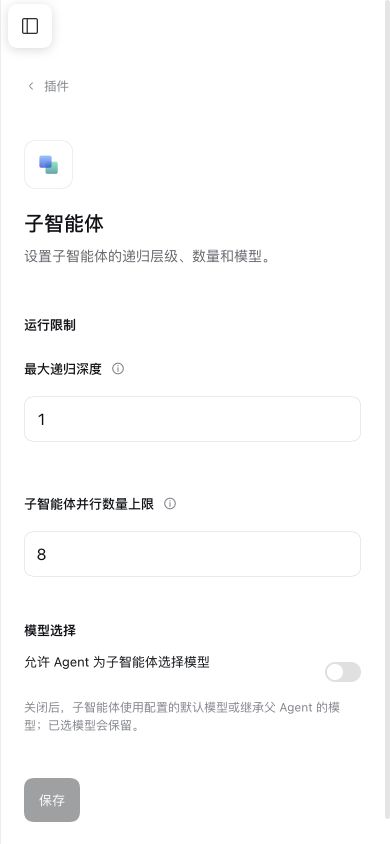 插件
子智能体
设置子智能体的递归层级、数量和模型。
运行限制
最大递归深度
1
子智能体并行数量上限
8
模型选择
允许 Agent 为子智能体选择模型
关闭后，子智能体使用配置的默认模型或继承父 Agent 的模
型；已选模型会保留。
保存